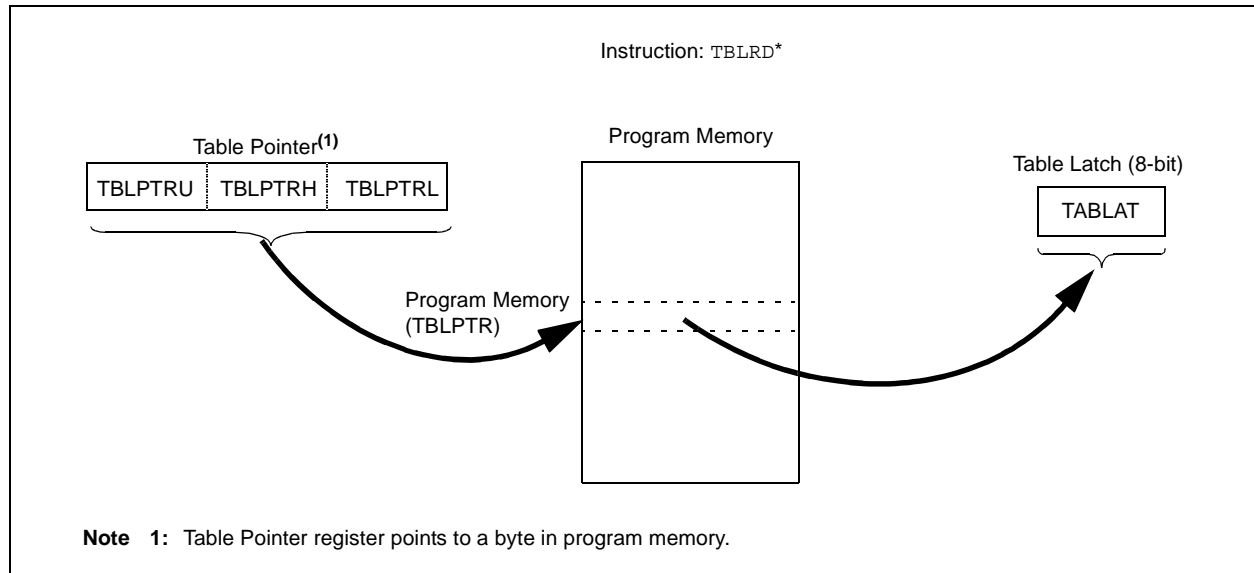 Instruction: TBLRD*
Table Pointer(1)
TBLPTRU TBLPTRH TBLPTRL
Program Memory
Table Latch (8-bit)
TABLAT
Program Memory
(TBLPTR)
Note 1: Table Pointer register points to a byte in program memory.